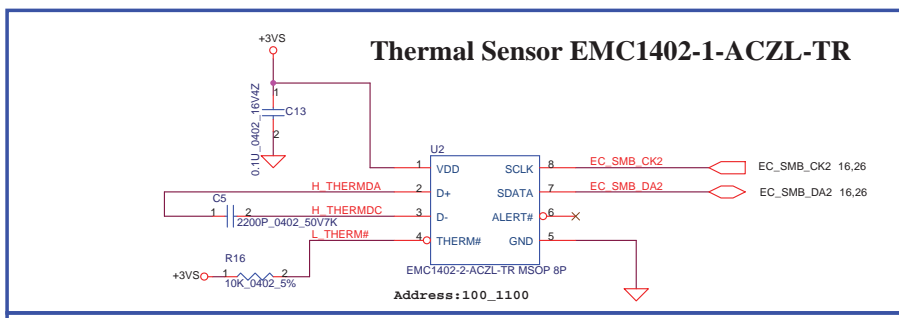 +3VS
Thermal Sensor EMC1402-1-ACZL-TR
1
C13
2
0.1U_0402_16V4Z
U2
1 VDD SCLK 8 EC_SMB_CK2 EC_SMB_CK2 16,26
H_THERMDA 2 D+ SDATA 7 EC_SMB_DA2 EC_SMB_DA2 16,26
C5
1 2 H_THERMDC 3 D- ALERT# 6
2200P_0402_50V7K
L_THERM# 4 THERM# GND 5
R16
EMC1402-2-ACZL-TR MSOP 8P
+3VS 1 2
10K_0402_5%
Address:100_1100